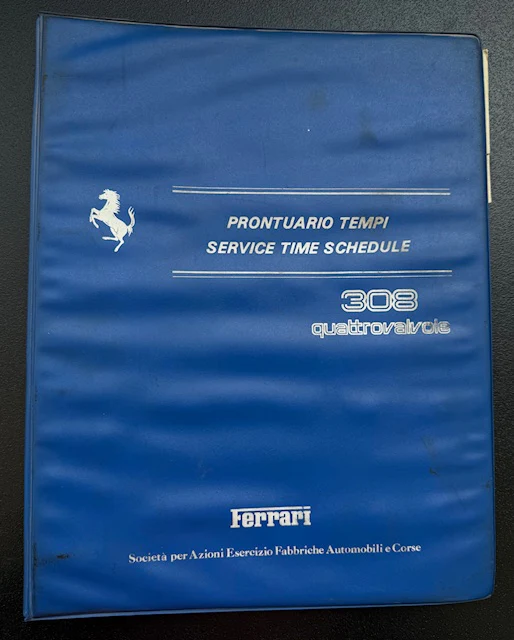 PRONTUARIO TEMPI
SERVICE TIME SCHEDULE
308
quattrovalvole
Ferrari
Società per Azioni Esercizio Fabbriche Automobili e Corse